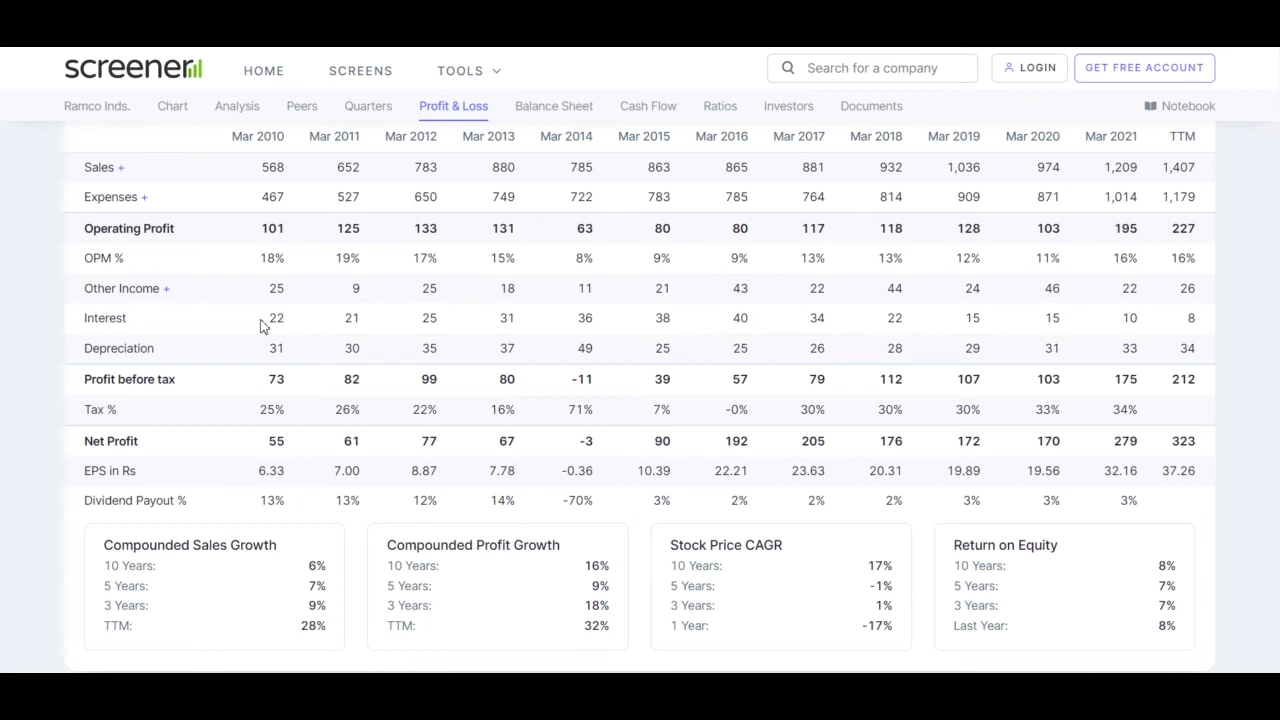 screener HOME SCREENS TOOLS Search for a company LOGIN GET FREE ACCOUNT
Ramco Inds. Chart Analysis Peers Quarters Profit & Loss Balance Sheet Cash Flow Ratios Investors Documents Notebook
Mar 2010 Mar 2011 Mar 2012 Mar 2013 Mar 2014 Mar 2015 Mar 2016 Mar 2017 Mar 2018 Mar 2019 Mar 2020 Mar 2021 TTM
Sales + 568 652 783 880 785 863 865 881 932 1,036 974 1,209 1,407
Expenses + 467 527 650 749 722 783 785 764 814 909 871 1,014 1,179
Operating Profit 101 125 133 131 63 80 80 117 118 128 103 195 227
OPM % 18% 19% 17% 15% 8% 9% 9% 13% 13% 12% 11% 16% 16%
Other Income + 25 9 25 18 11 21 43 22 44 24 46 22 26
Interest 22 21 25 31 36 38 40 34 22 15 15 10 8
Depreciation 31 30 35 37 49 25 25 26 28 29 31 33 34
Profit before tax 73 82 99 80 -11 39 57 79 112 107 103 175 212
Tax % 25% 26% 22% 16% 71% 7% -0% 30% 30% 30% 33% 34%
Net Profit 55 61 77 67 -3 90 192 205 176 172 170 279 323
EPS in Rs 6.33 7.00 8.87 7.78 -0.36 10.39 22.21 23.63 20.31 19.89 19.56 32.16 37.26
Dividend Payout % 13% 13% 12% 14% -70% 3% 2% 2% 2% 3% 3% 3%
Compounded Sales Growth
10 Years: 6%
5 Years: 7%
3 Years: 9%
TTM: 28%
Compounded Profit Growth
10 Years: 16%
5 Years: 9%
3 Years: 18%
TTM: 32%
Stock Price CAGR
10 Years: 17%
5 Years: -1%
3 Years: 1%
1 Year: -17%
Return on Equity
10 Years: 8%
5 Years: 7%
3 Years: 7%
Last Year: 8%